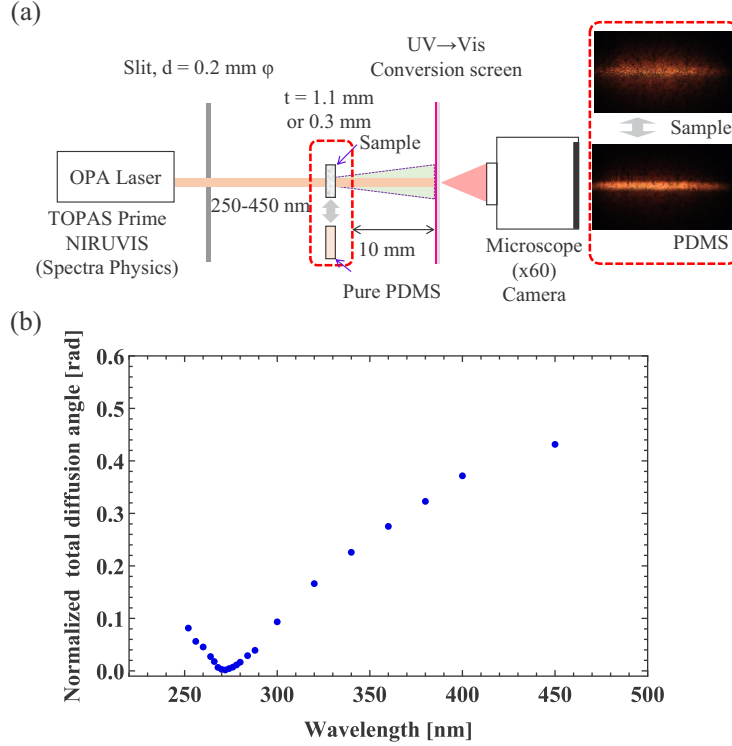 (a)
Slit, d = 0.2 mm φ
UV→Vis
Conversion screen
t = 1.1 mm
or 0.3 mm
Sample
OPA Laser
TOPAS Prime
NIRUVIS
(Spectra Physics)
250-450 nm
10 mm
Pure PDMS
Microscope
(x60)
Camera
Sample
PDMS
(b)
Normalized total diffusion angle [rad]
0.6
0.5
0.4
0.3
0.2
0.1
0.0
250 300 350 400 450 500
Wavelength [nm]